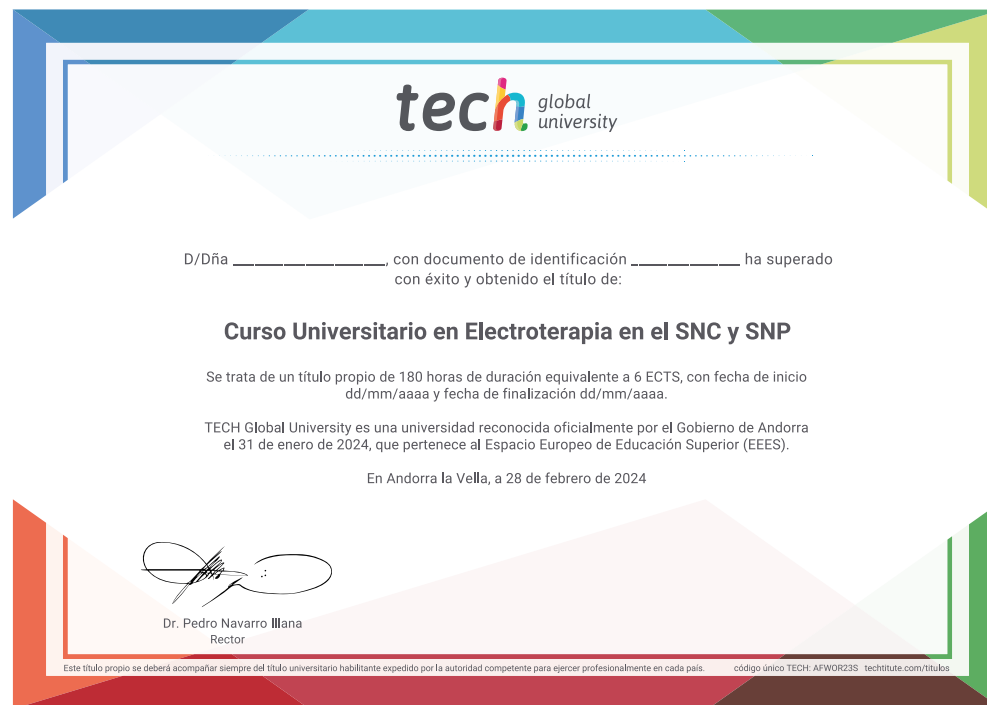 tech global university
D/Dña ____________, con documento de identificación __________ ha superado
con éxito y obtenido el título de:
Curso Universitario en Electroterapia en el SNC y SNP
Se trata de un título propio de 180 horas de duración equivalente a 6 ECTS, con fecha de inicio
dd/mm/aaaa y fecha de finalización dd/mm/aaaa.
TECH Global University es una universidad reconocida oficialmente por el Gobierno de Andorra
el 31 de enero de 2024, que pertenece al Espacio Europeo de Educación Superior (EEES).
En Andorra la Vella, a 28 de febrero de 2024
Dr. Pedro Navarro Illana
Rector
Este título propio se deberá acompañar siempre del título universitario habilitante expedido por la autoridad competente para ejercer profesionalmente en cada país. código único TECH: AFWOR23S techtitute.com/titulos